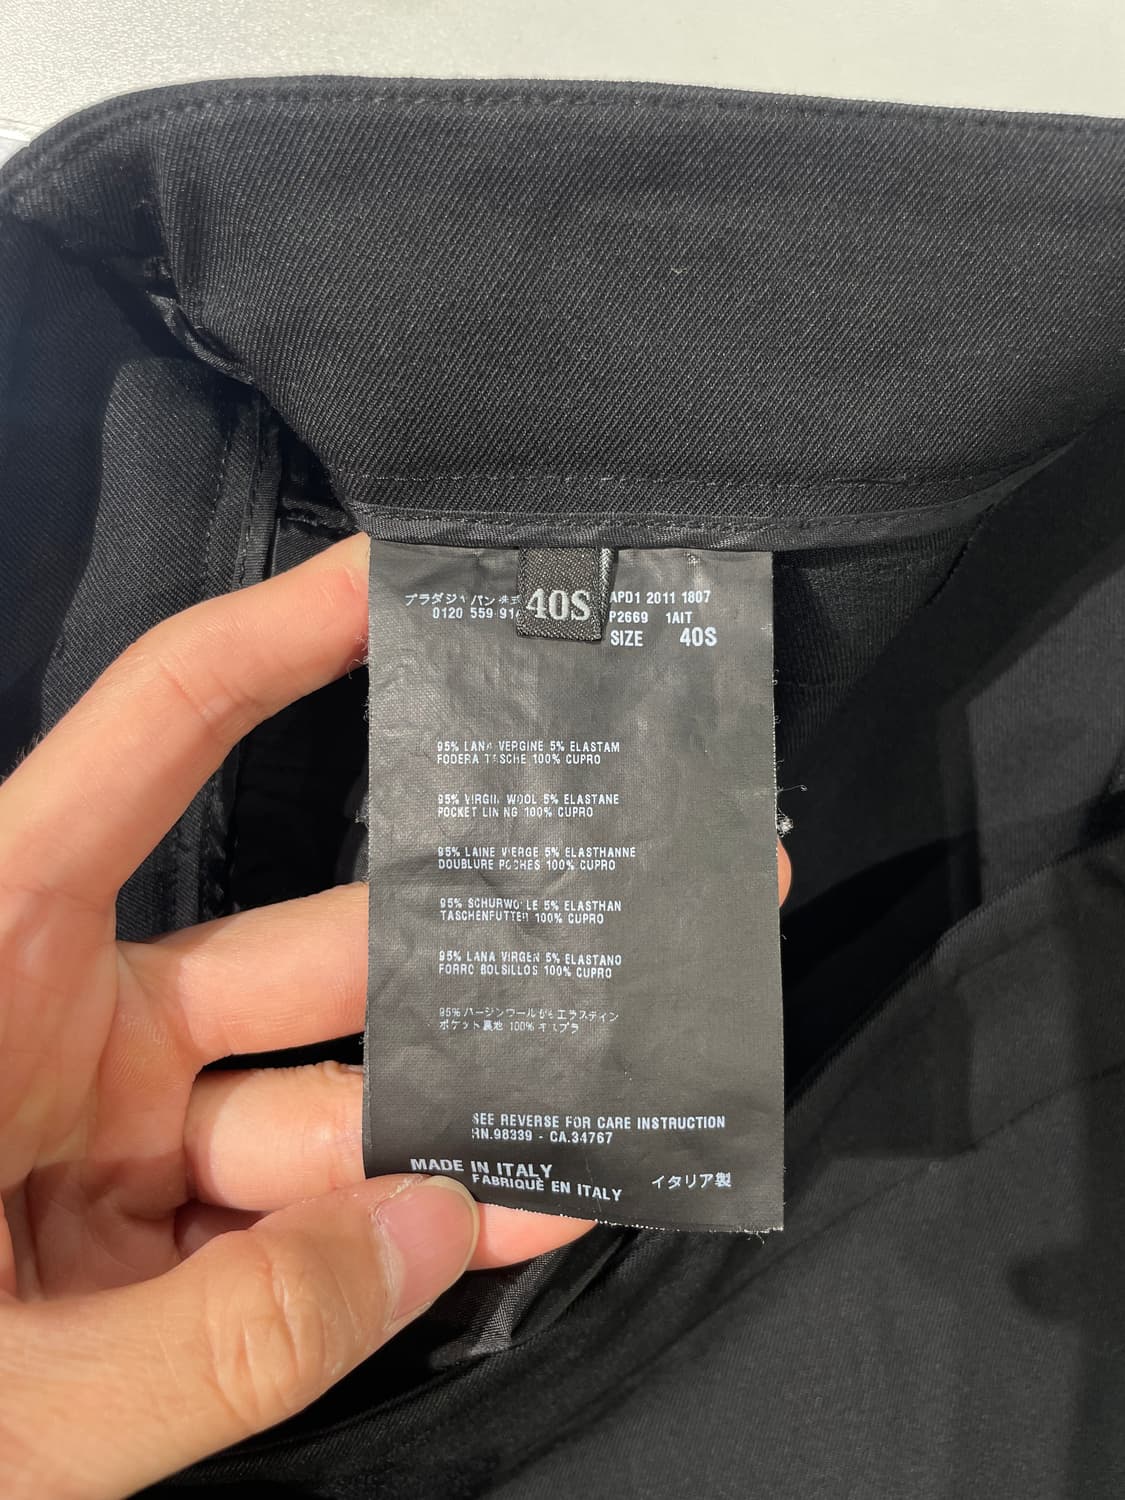 プラダジャパン株式
0120 559 91
40S
APD1 2011 1807
P2669 1AIT
SIZE 40S
95% LANA VERGINE 5% ELASTAM
FODERA TASCHE 100% CUPRO
95% VIRGIN WOOL 5% ELASTANE
POCKET LINING 100% CUPRO
95% LAINE VIERGE 5% ELASTHANNE
DOUBLURE POCHES 100% CUPRO
95% SCHURWOLLE 5% ELASTHAN
TASCHENFUTTER 100% CUPRO
95% LANA VIRGEN 5% ELASTANO
FORRO BOLSILLOS 100% CUPRO
95% バージンウール 5% エラスティン
ポケット裏地 100% キュプラ
SEE REVERSE FOR CARE INSTRUCTION
RN.98339 - CA.34767
MADE IN ITALY
FABRIQUÉ EN ITALY
イタリア製